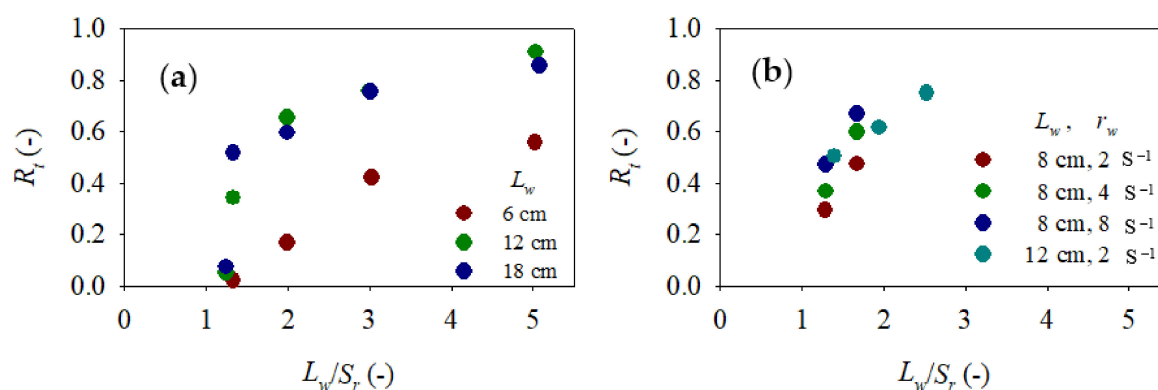 (a)
R_t (-)
1.0
0.8
0.6
0.4
0.2
0.0
0 1 2 3 4 5
L_w/S_r (-)
L_w
6 cm
12 cm
18 cm
(b)
R_t (-)
1.0
0.8
0.6
0.4
0.2
0.0
0 1 2 3 4 5
L_w/S_r (-)
L_w , r_w
8 cm, 2 S⁻¹
8 cm, 4 S⁻¹
8 cm, 8 S⁻¹
12 cm, 2 S⁻¹